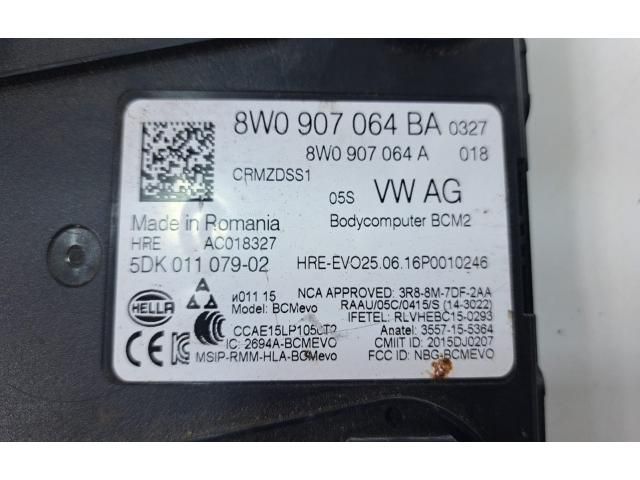 8W0 907 064 BA 0327
8W0 907 064 A 018
CRMZDSS1
05S VW AG
Made in Romania Bodycomputer BCM2
HRE AC018327
5DK 011 079-02 HRE-EVO25.06.16P0010246
HELLA
и011 15 NCA APPROVED: 3R8-8M-7DF-2AA
Model: BCMevo RAAU/05C/0415/S (14-3022)
IFETEL: RLVHEBC15-0293
Anatel: 3557-15-5364
IC: 2694A-BCMEVO CMIIT ID: 2015DJ0207
MSIP-RMM-HLA-BCMevo FCC ID: NBG-BCMEVO
CE